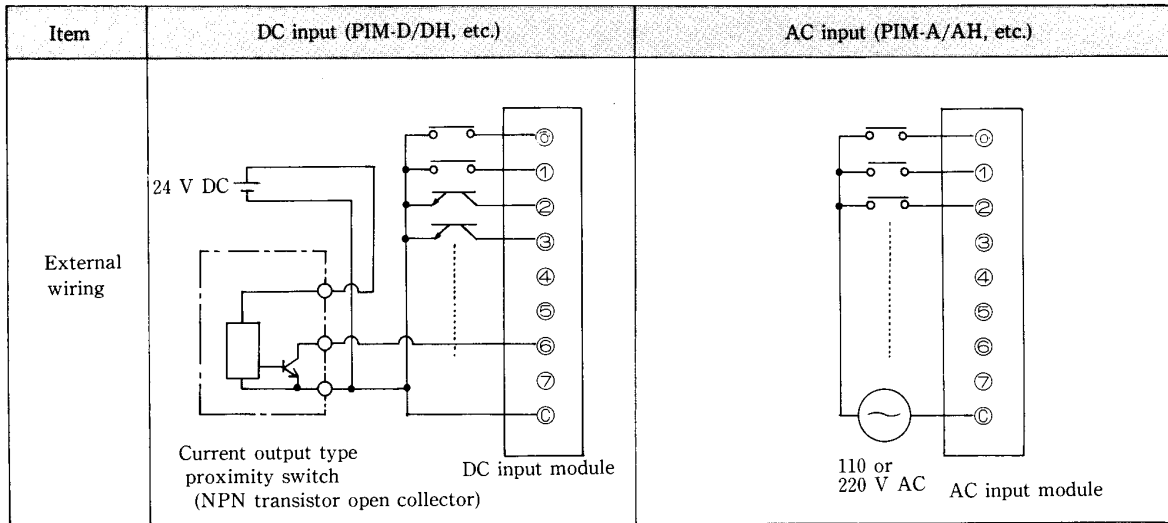 Item
DC input (PIM-D/DH, etc.)
AC input (PIM-A/AH, etc.)
External
wiring
24 V DC
⓪
①
②
③
④
⑤
⑥
⑦
Ⓒ
Current output type
proximity switch
(NPN transistor open collector)
DC input module
⓪
①
②
③
④
⑤
⑥
⑦
Ⓒ
110 or
220 V AC
AC input module